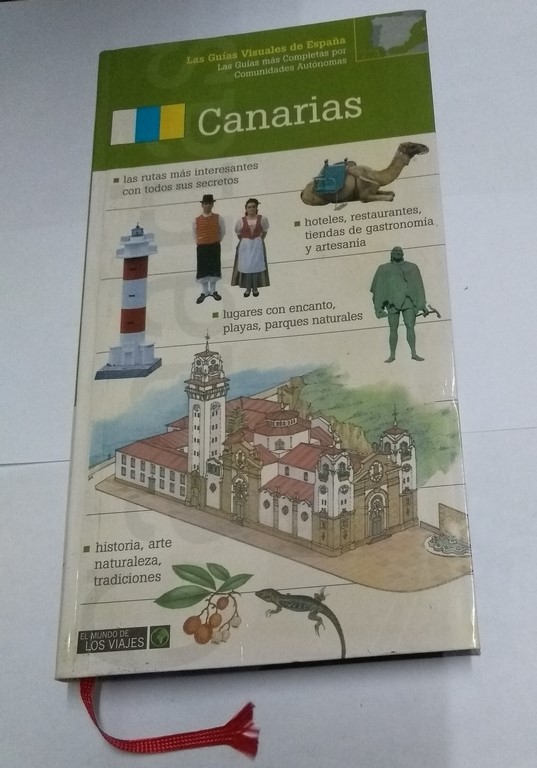 Las Guías Visuales de España
Las Guías más Completas por
Comunidades Autónomas
Canarias
las rutas más interesantes
con todos sus secretos
hoteles, restaurantes,
tiendas de gastronomía
y artesanía
lugares con encanto,
playas, parques naturales
historia, arte
naturaleza,
tradiciones
EL MUNDO DE
LOS VIAJES